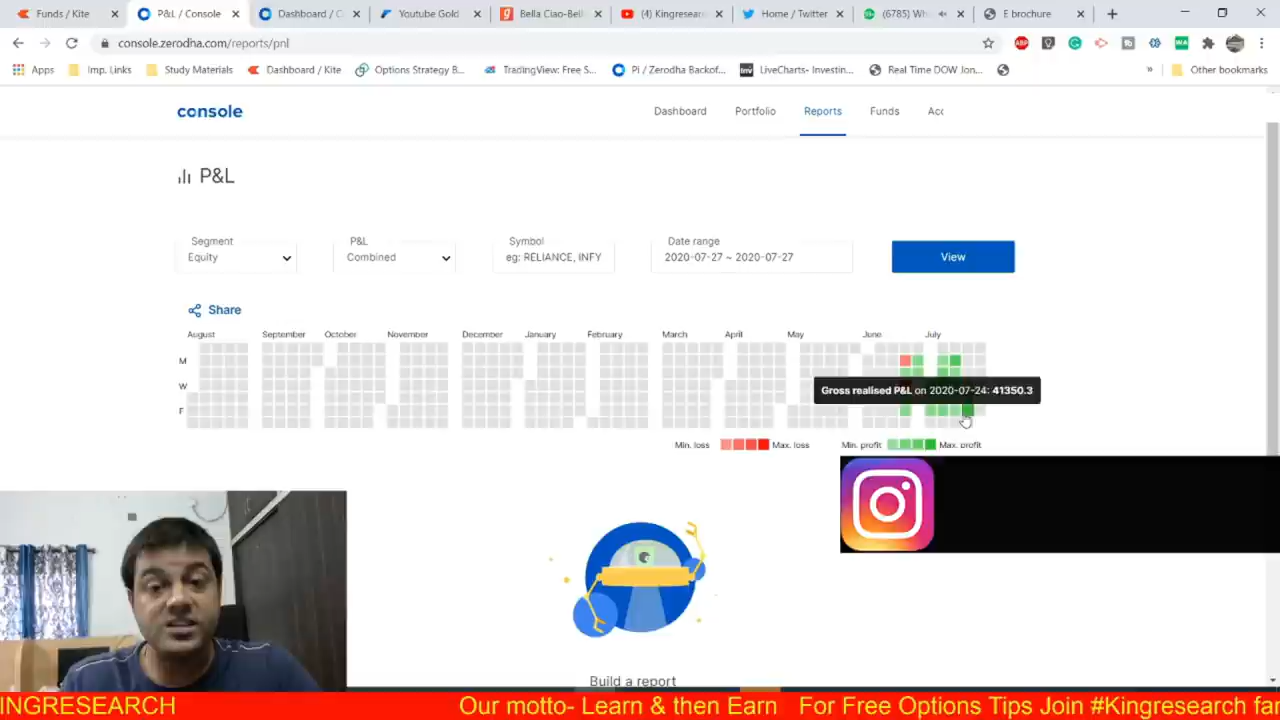 Funds / Kite
P&L / Console
Dashboard / C
Youtube Gold
Bella Ciao-Bel
(4) Kingresearch
Home / Twitter
(6785) Wh
E brochure
console.zerodha.com/reports/pnl
Apps
Imp. Links
Study Materials
Dashboard / Kite
Options Strategy B...
TradingView: Free S...
Pi / Zerodha Backof...
LiveCharts- Investin...
Real Time DOW Jon...
»
Other bookmarks
console
Dashboard
Portfolio
Reports
Funds
Acc
P&L
Segment
Equity
P&L
Combined
Symbol
eg: RELIANCE, INFY
Date range
2020-07-27 ~ 2020-07-27
View
Share
August September October November December January February March April May June July
M
W
F
Gross realised P&L on 2020-07-24: 41350.3
Min. loss Max. loss Min. profit Max. profit
Build a report
INGRESEARCH Our motto- Learn & then Earn For Free Options Tips Join #Kingresearch fa